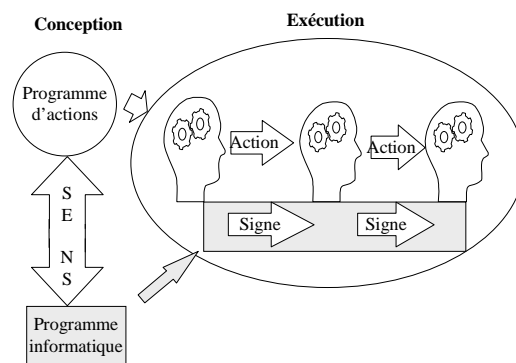 Conception
Exécution
Programme
d'actions
Action
Action
S
E
N
S
Signe
Signe
Programme
informatique